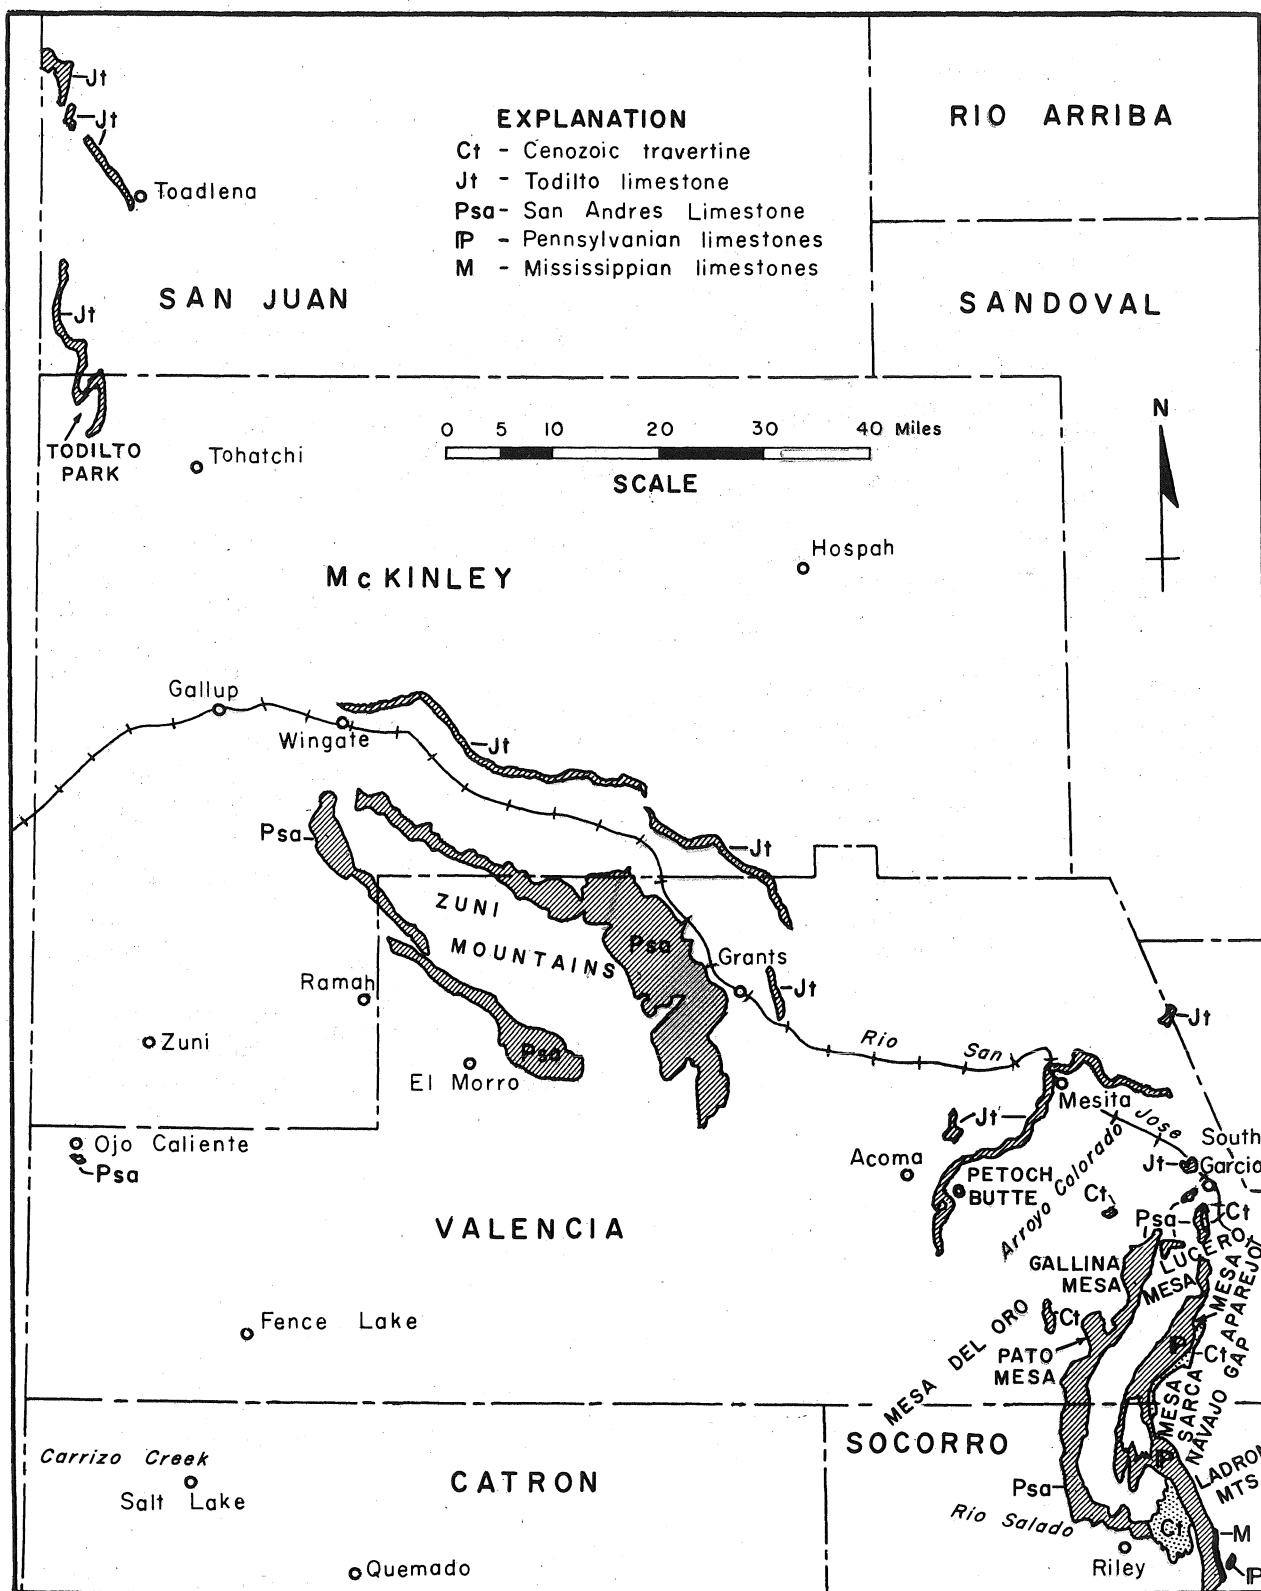 Jt
Jt
Toadlena
EXPLANATION
Ct - Cenozoic travertine
Jt - Todilto limestone
Psa - San Andres Limestone
ℙ - Pennsylvanian limestones
M - Mississippian limestones
RIO ARRIBA
SAN JUAN
SANDOVAL
Jt
TODILTO
PARK
Tohatchi
0 5 10 20 30 40 Miles
SCALE
N
Hospah
McKINLEY
Gallup
Wingate
Jt
Psa
Jt
ZUNI
MOUNTAINS
Psa
Grants
Ramah
Jt
Zuni
Psa
El Morro
Rio San Jose
Jt
Mesita
Ojo Caliente
Psa
Jt
Acoma
PETOCH
BUTTE
Arroyo Colorado
South
Garcia
Jt
Ct
Psa
Ct
VALENCIA
GALLINA
MESA
LUCERO
MESA
MESA
APAREJO
Fence Lake
MESA DEL ORO
Ct
PATO
MESA
ℙ
Ct
MESA
SARCA
NAVAJO GAP
Carrizo Creek
Salt Lake
CATRON
SOCORRO
ℙ
LADRON
MTS
Psa
Rio Salado
Ct
M
Quemado
Riley
ℙ